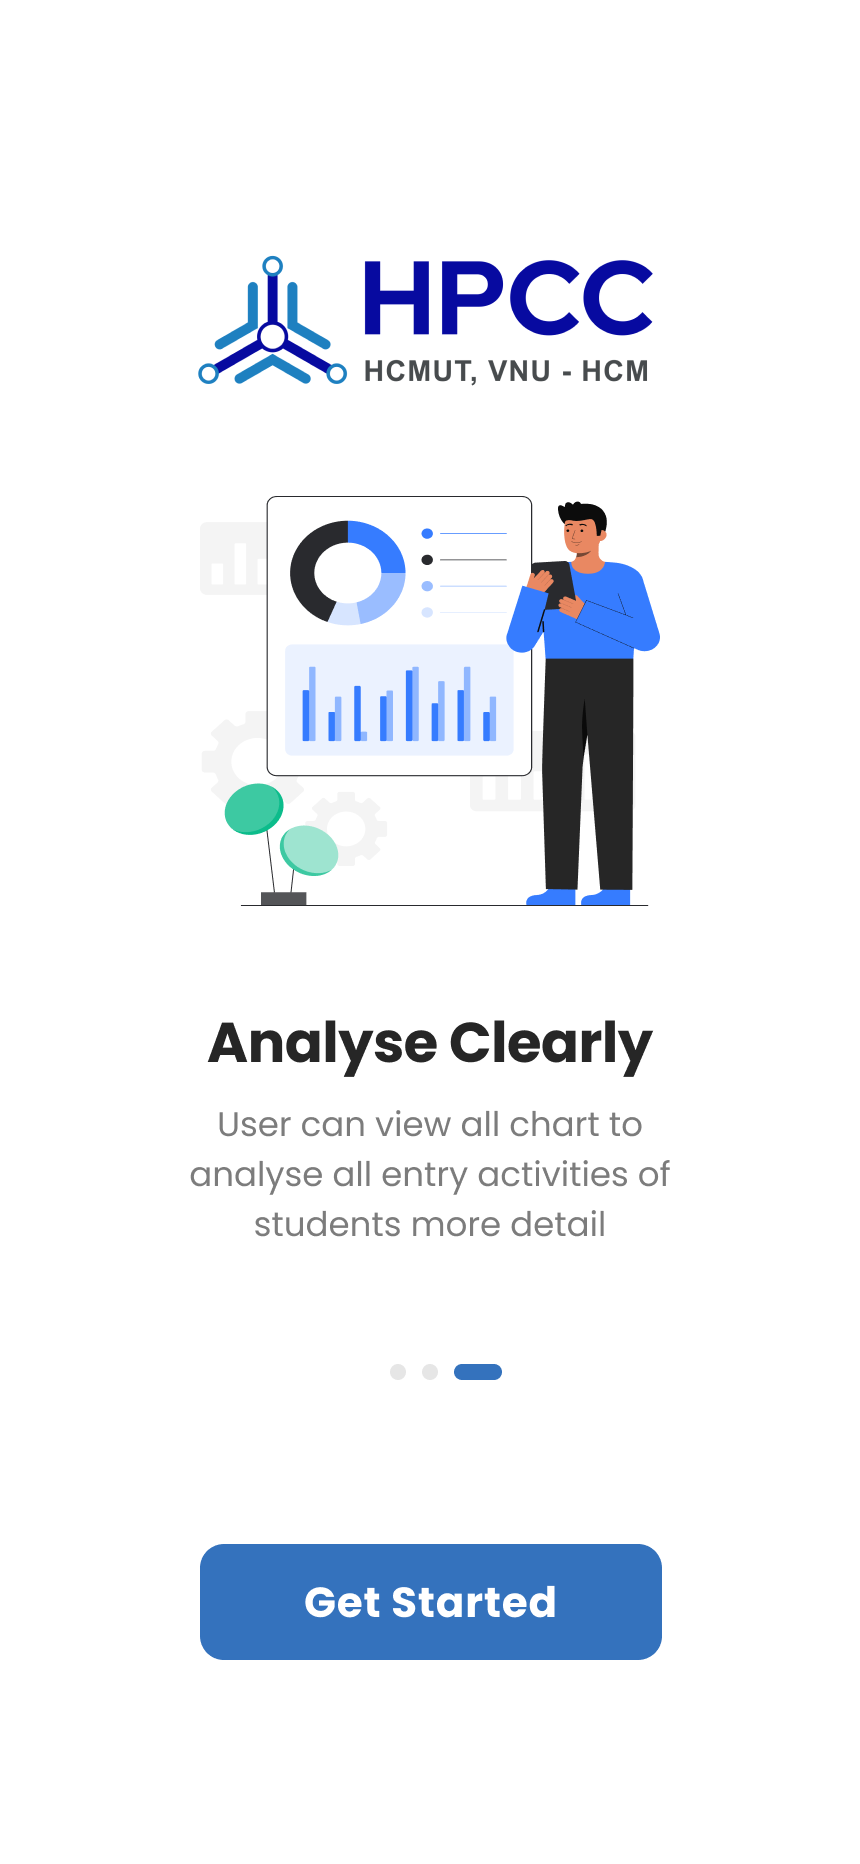 HPCC
HCMUT, VNU - HCM
Analyse Clearly
User can view all chart to
analyse all entry activities of
students more detail
Get Started